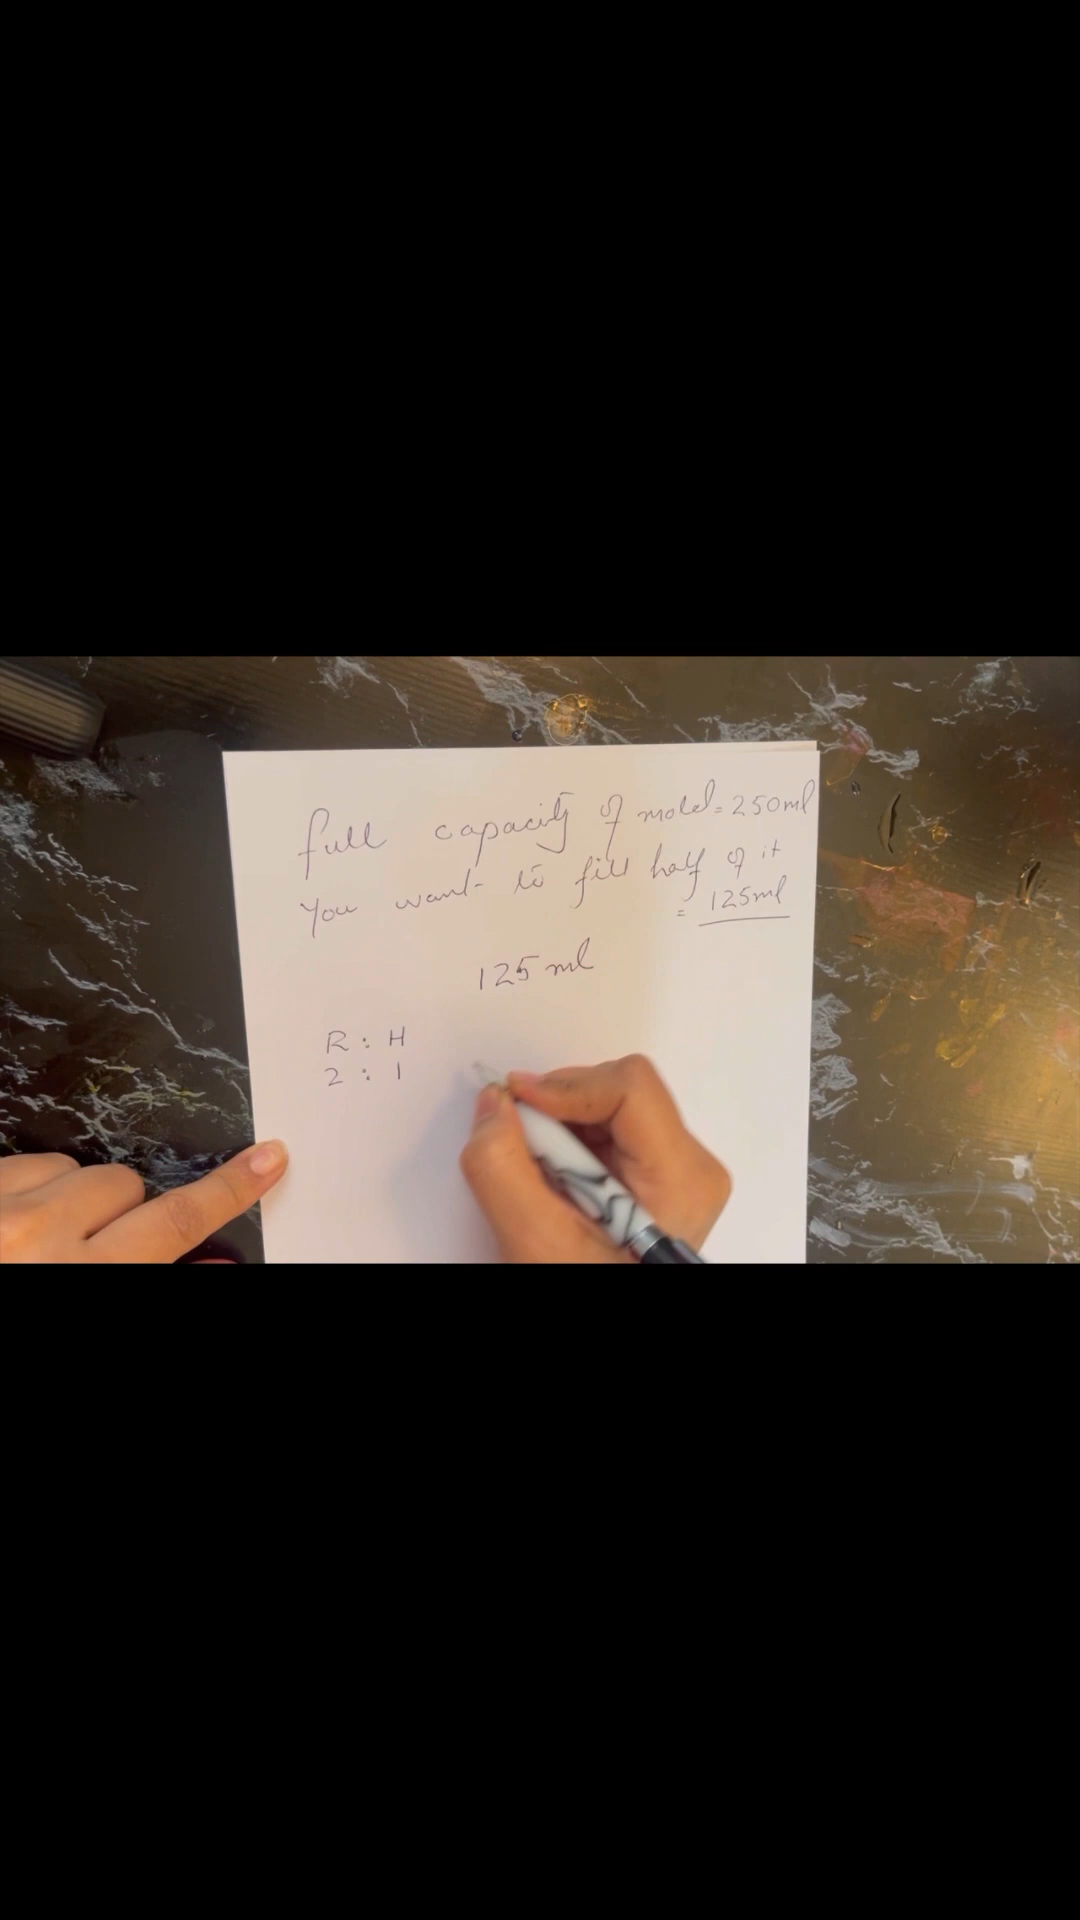 full capacity of mold = 250ml
You want to fill half of it
= 125ml
125 ml
R : H
2 : 1